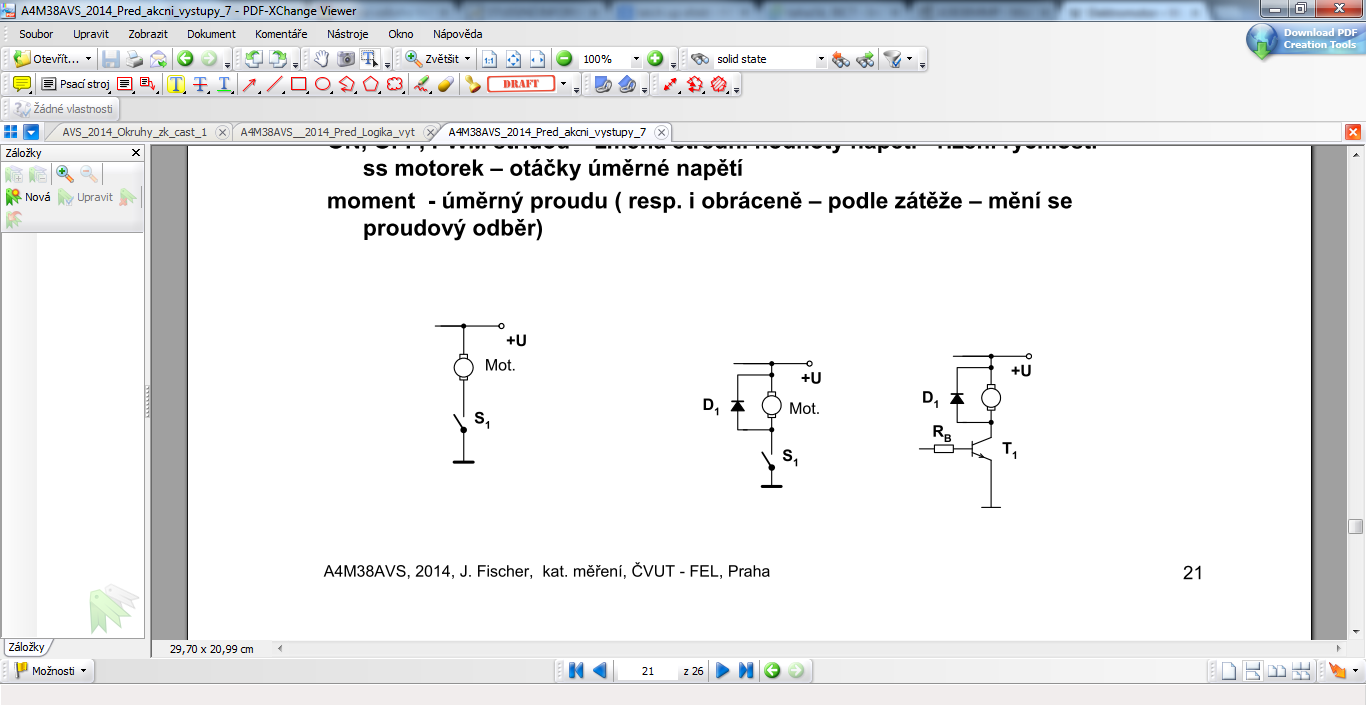 A4M38AVS_2014_Pred_akcni_vystupy_7 - PDF-XChange Viewer
Soubor Upravit Zobrazit Dokument Komentáře Nástroje Okno Nápověda
Download PDF
Creation Tools
Otevřít... Zvětšit 100% solid state
Psací stroj DRAFT
Žádné vlastnosti
AVS_2014_Okruhy_zk_cast_1 A4M38AVS__2014_Pred_Logika_vyt A4M38AVS_2014_Pred_akcni_vystupy_7
Záložky
Nová Upravit
ss motorek – otáčky úměrné napětí
moment - úměrný proudu ( resp. i obráceně – podle zátěže – mění se
proudový odběr)
+U
Mot.
S1
+U
D1
Mot.
S1
+U
D1
RB
T1
A4M38AVS, 2014, J. Fischer, kat. měření, ČVUT - FEL, Praha
21
Záložky
29,70 x 20,99 cm
Možnosti
21 z 26